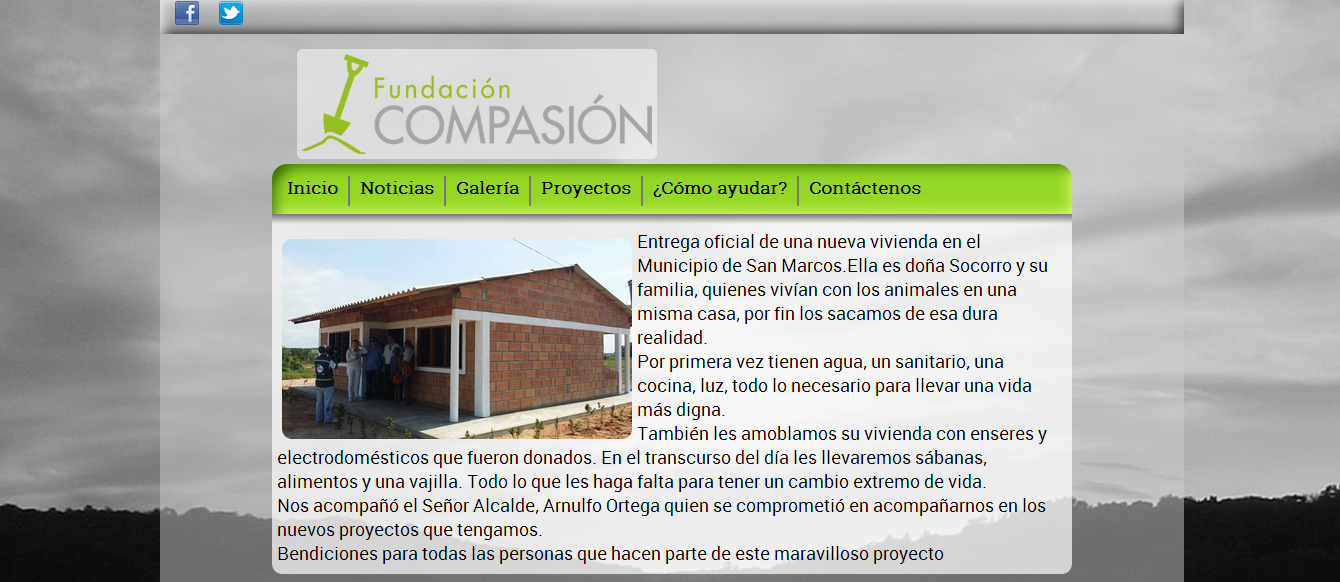 Fundación
COMPASIÓN
Inicio Noticias Galería Proyectos ¿Cómo ayudar? Contáctenos
Entrega oficial de una nueva vivienda en el
Municipio de San Marcos.Ella es doña Socorro y su
familia, quienes vivían con los animales en una
misma casa, por fin los sacamos de esa dura
realidad.
Por primera vez tienen agua, un sanitario, una
cocina, luz, todo lo necesario para llevar una vida
más digna.
También les amoblamos su vivienda con enseres y
electrodomésticos que fueron donados. En el transcurso del día les llevaremos sábanas,
alimentos y una vajilla. Todo lo que les haga falta para tener un cambio extremo de vida.
Nos acompañó el Señor Alcalde, Arnulfo Ortega quien se comprometió en acompañarnos en los
nuevos proyectos que tengamos.
Bendiciones para todas las personas que hacen parte de este maravilloso proyecto